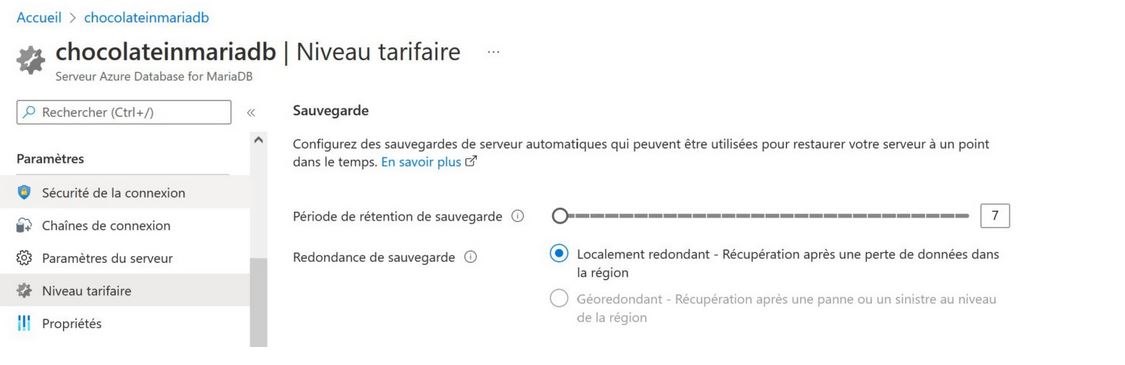 Accueil > chocolateinmariadb
chocolateinmariadb | Niveau tarifaire ...
Serveur Azure Database for MariaDB
Rechercher (Ctrl+/)
«
Paramètres
Sécurité de la connexion
Chaînes de connexion
Paramètres du serveur
Niveau tarifaire
Propriétés
Sauvegarde
Configurez des sauvegardes de serveur automatiques qui peuvent être utilisées pour restaurer votre serveur à un point
dans le temps. En savoir plus
Période de rétention de sauvegarde
7
Redondance de sauvegarde
Localement redondant - Récupération après une perte de données dans
la région
Géoredondant - Récupération après une panne ou un sinistre au niveau
de la région